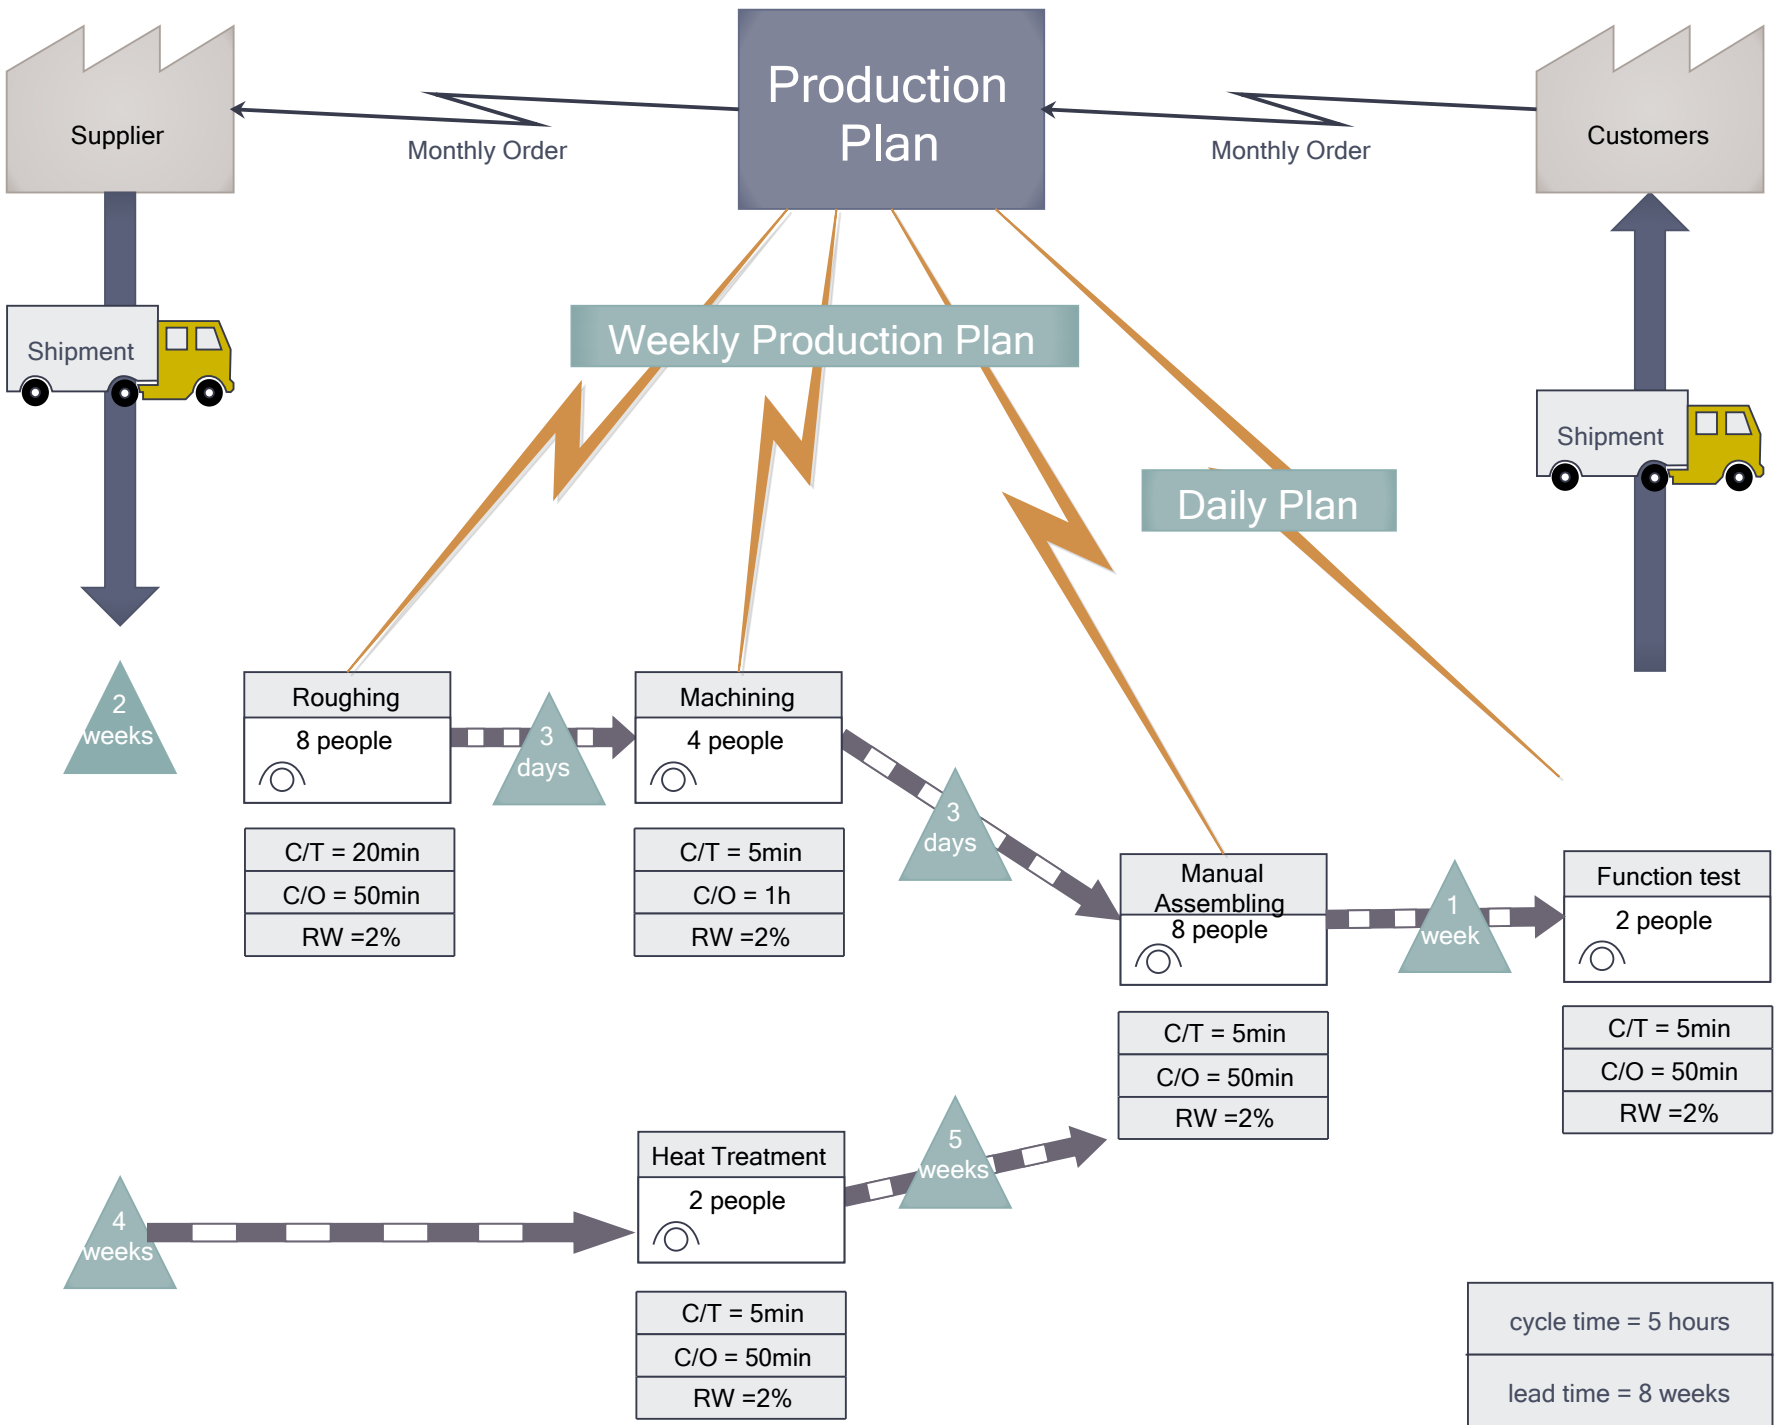 Production
Plan
Supplier
Monthly Order
Monthly Order
Customers
Shipment
Weekly Production Plan
Shipment
Daily Plan
2
weeks
Roughing
8 people
3
days
Machining
4 people
3
days
C/T = 20min
C/O = 50min
RW =2%
C/T = 5min
C/O = 1h
RW =2%
Manual
Assembling
8 people
1
week
Function test
2 people
C/T = 5min
C/O = 50min
RW =2%
C/T = 5min
C/O = 50min
RW =2%
4
weeks
Heat Treatment
2 people
5
weeks
C/T = 5min
C/O = 50min
RW =2%
cycle time = 5 hours
lead time = 8 weeks